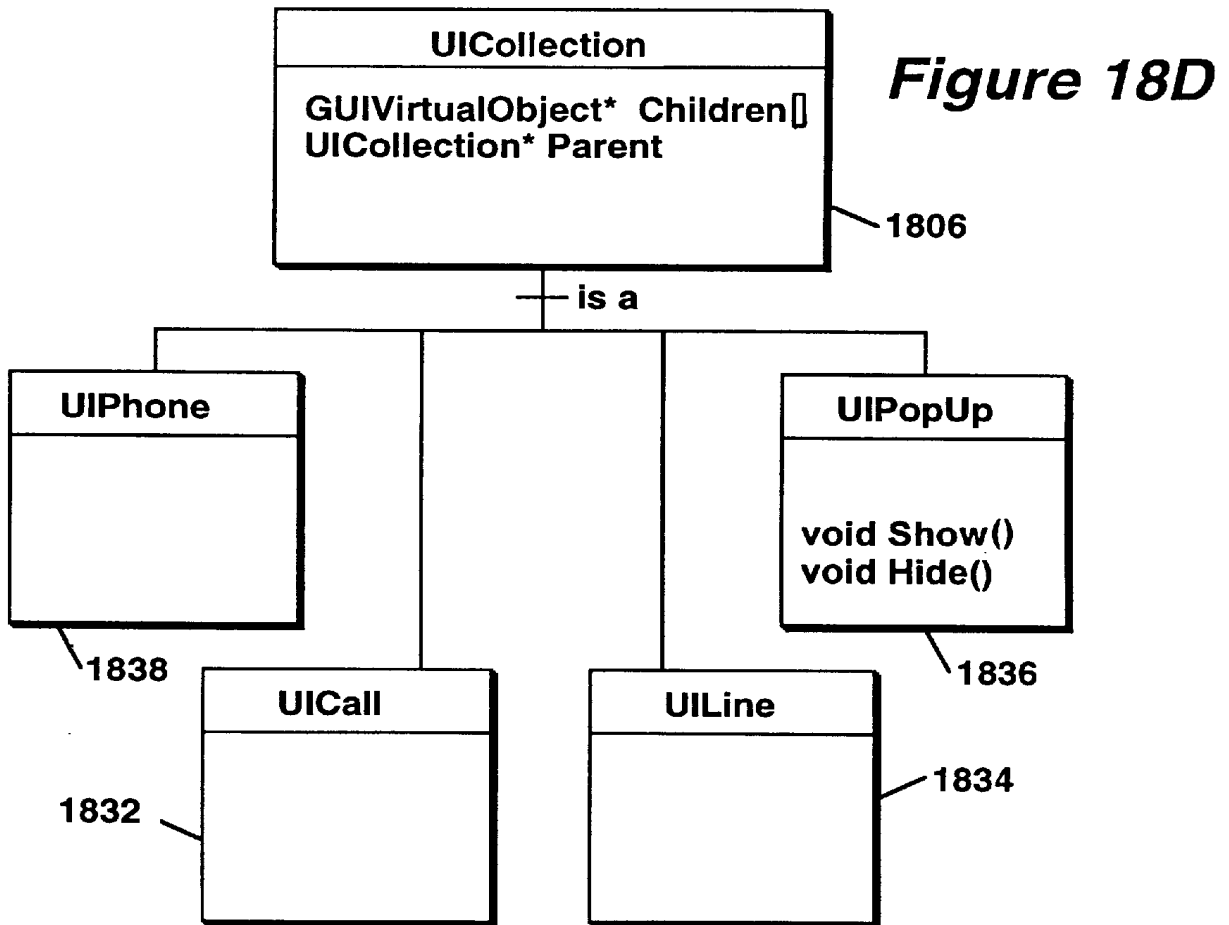 UICollection
Figure 18D
GUIVirtualObject* Children[]
UICollection* Parent
1806
is a
UIPhone
UIPopUp
void Show()
void Hide()
1838
1836
UICall
UILine
1834
1832